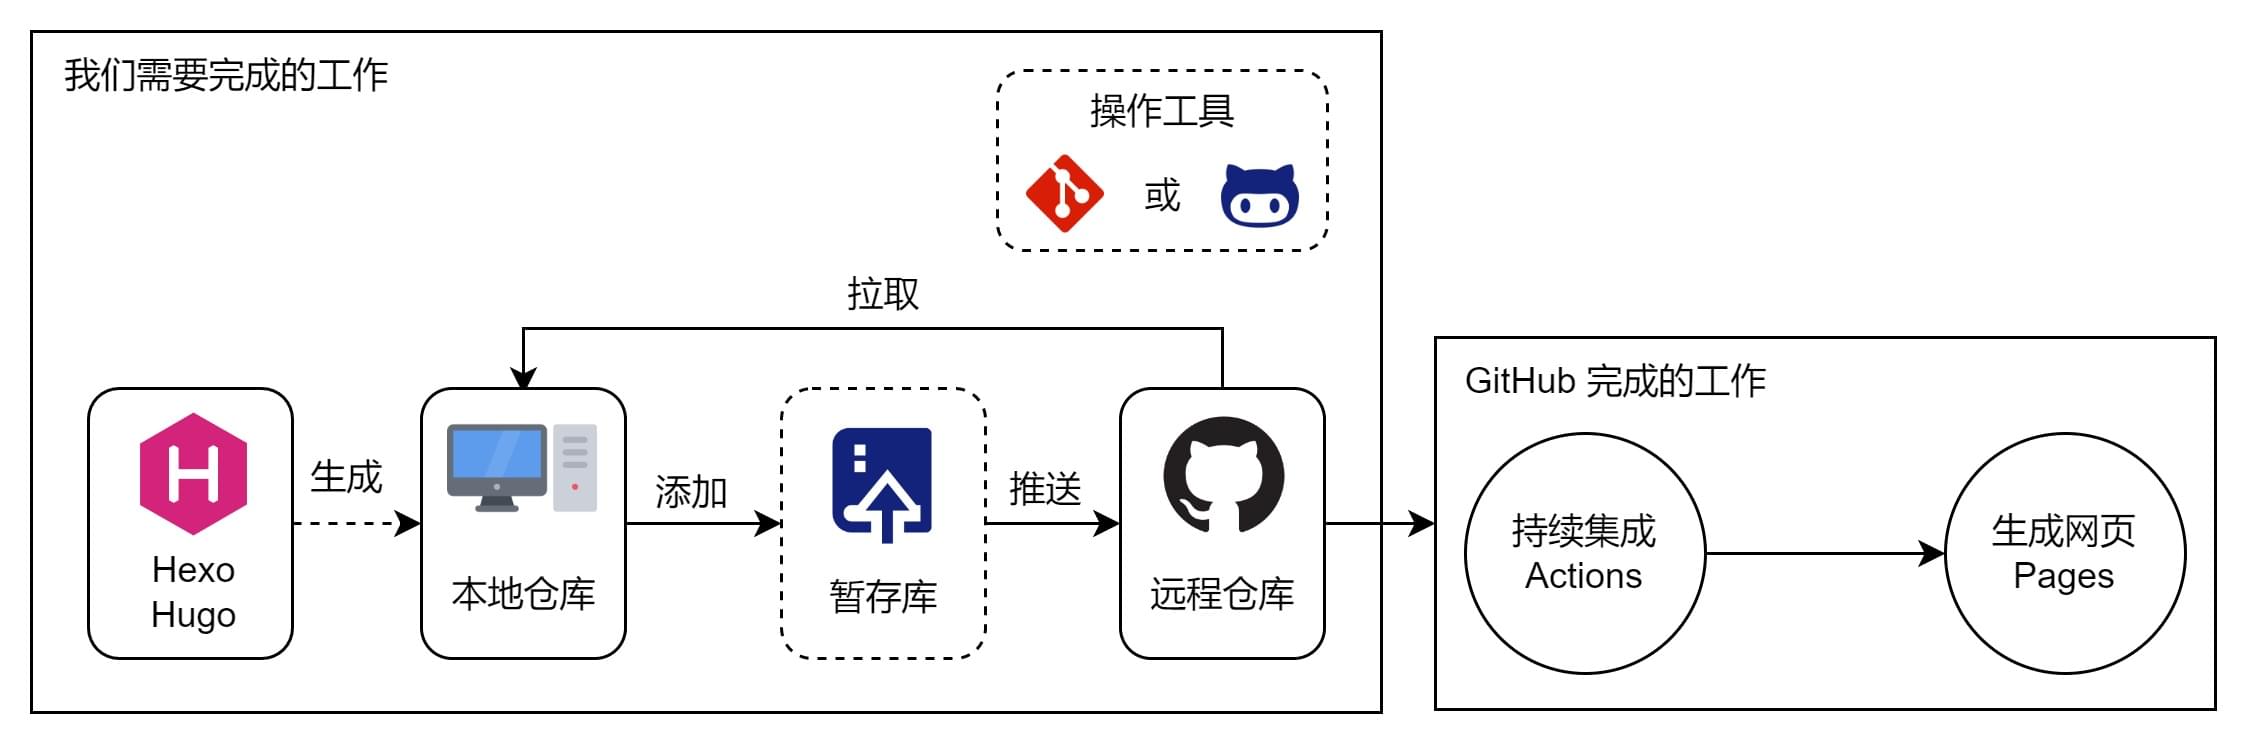 我们需要完成的工作
操作工具
或
拉取
Hexo
Hugo
生成
本地仓库
添加
暂存库
推送
远程仓库
GitHub 完成的工作
持续集成
Actions
生成网页
Pages